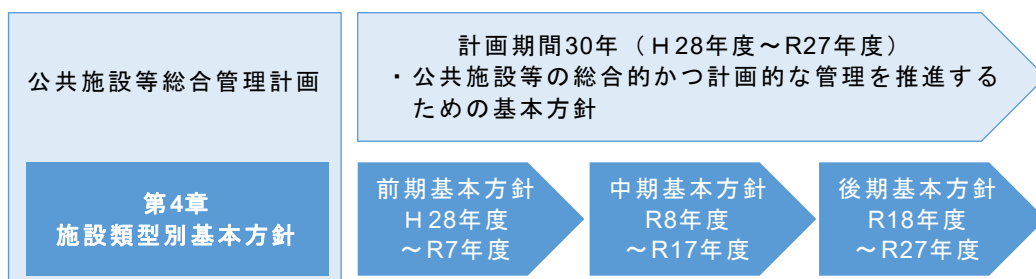 公共施設等総合管理計画
計画期間30年（H28年度～R27年度）
・公共施設等の総合的かつ計画的な管理を推進する
ための基本方針
第4章
施設類型別基本方針
前期基本方針
H28年度
～R7年度
中期基本方針
R8年度
～R17年度
後期基本方針
R18年度
～R27年度